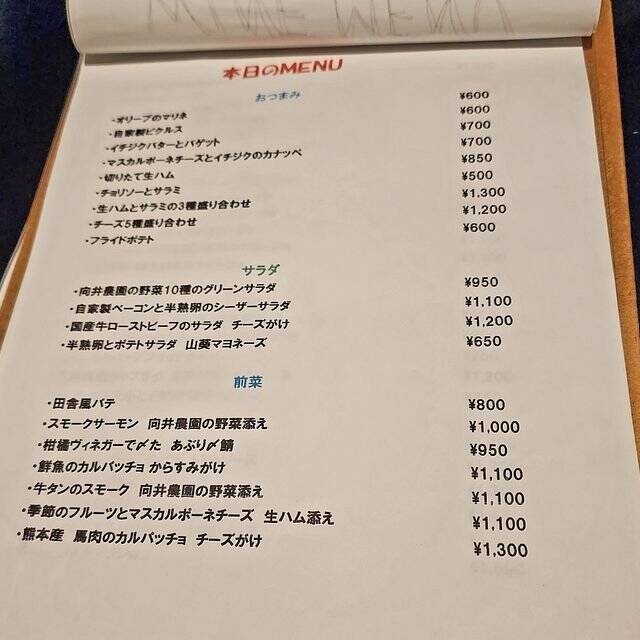 本日のMENU
おつまみ
・オリーブのマリネ ¥600
・自家製ピクルス ¥600
・イチジクバターとバゲット ¥700
・マスカルポーネチーズとイチジクのカナッペ ¥700
・切りたて生ハム ¥850
・チョリソーとサラミ ¥500
・生ハムとサラミの3種盛り合わせ ¥1,300
・チーズ5種盛り合わせ ¥1,200
・フライドポテト ¥600
サラダ
・向井農園の野菜10種のグリーンサラダ ¥950
・自家製ベーコンと半熟卵のシーザーサラダ ¥1,100
・国産牛ローストビーフのサラダ チーズがけ ¥1,200
・半熟卵とポテトサラダ 山葵マヨネーズ ¥650
前菜
・田舎風パテ ¥800
・スモークサーモン 向井農園の野菜添え ¥1,000
・柑橘ヴィネガーで〆た あぶり〆鯖 ¥950
・鮮魚のカルパッチョ からすみがけ ¥1,100
・牛タンのスモーク 向井農園の野菜添え ¥1,100
・季節のフルーツとマスカルポーネチーズ 生ハム添え ¥1,100
・熊本産 馬肉のカルパッチョ チーズがけ ¥1,300